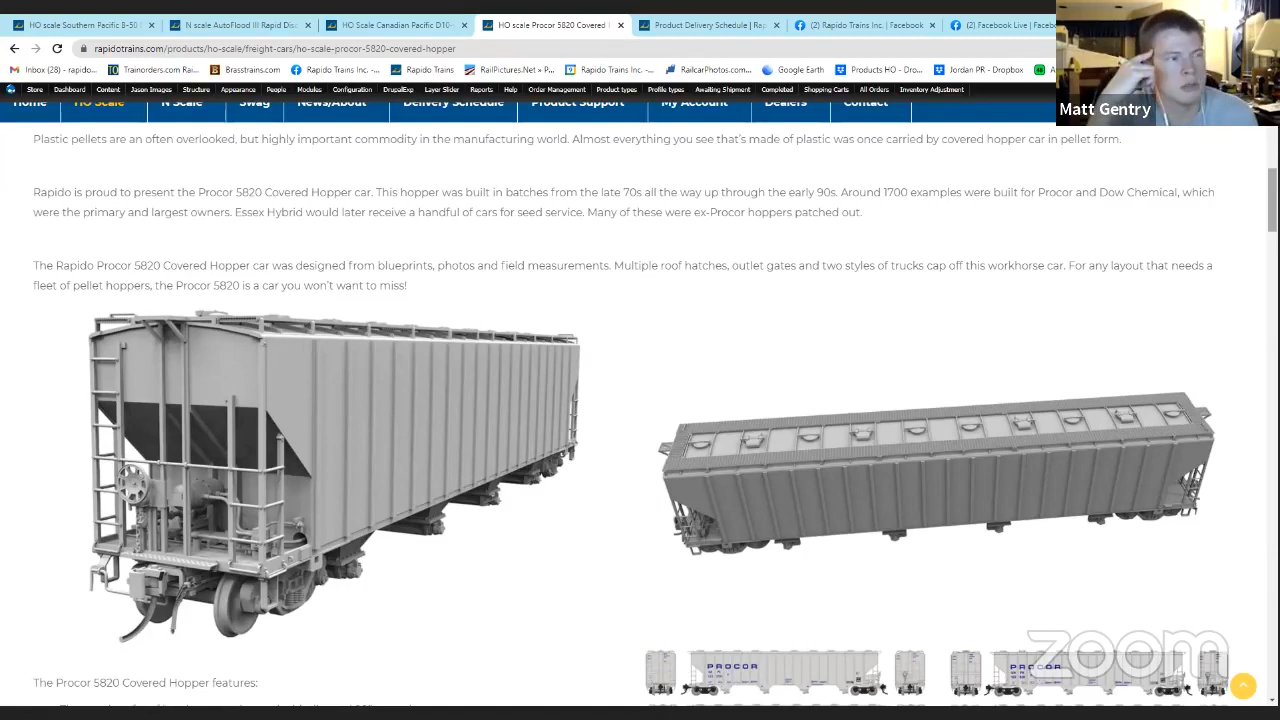 HO scale Southern Pacific B-50
N scale AutoFlood III Rapid Disc
HO Scale Canadian Pacific D10-
HO scale Procor 5820 Covered H
Product Delivery Schedule | Rap
(2) Rapido Trains Inc. | Facebook
(2) Facebook Live | Facebook
rapidotrains.com/products/ho-scale/freight-cars/ho-scale-procor-5820-covered-hopper
Inbox (28) - rapido...
Trainorders.com Rai...
Brasstrains.com
Rapido Trains Inc. -...
Rapido Trains
RailPictures.Net » P...
Rapido Trains Inc. -...
RailcarPhotos.com...
Google Earth
Products HO - Dro...
Jordan PR - Dropbox
Store Dashboard Content Jason Images Structure Appearance People Modules Configuration DrupalExp Layer Slider Reports Help Order Management Product types Profile types Awaiting Shipment Completed Shopping Carts All Orders Inventory Adjustment
Home HO Scale N Scale Swag News/About Delivery Schedule Product Support My Account Dealers Contact
Matt Gentry
Plastic pellets are an often overlooked, but highly important commodity in the manufacturing world. Almost everything you see that's made of plastic was once carried by covered hopper car in pellet form.
Rapido is proud to present the Procor 5820 Covered Hopper car. This hopper was built in batches from the late 70s all the way up through the early 90s. Around 1700 examples were built for Procor and Dow Chemical, which
were the primary and largest owners. Essex Hybrid would later receive a handful of cars for seed service. Many of these were ex-Procor hoppers patched out.
The Rapido Procor 5820 Covered Hopper car was designed from blueprints, photos and field measurements. Multiple roof hatches, outlet gates and two styles of trucks cap off this workhorse car. For any layout that needs a
fleet of pellet hoppers, the Procor 5820 is a car you won't want to miss!
PROCOR
PROCOR
zoom
The Procor 5820 Covered Hopper features: